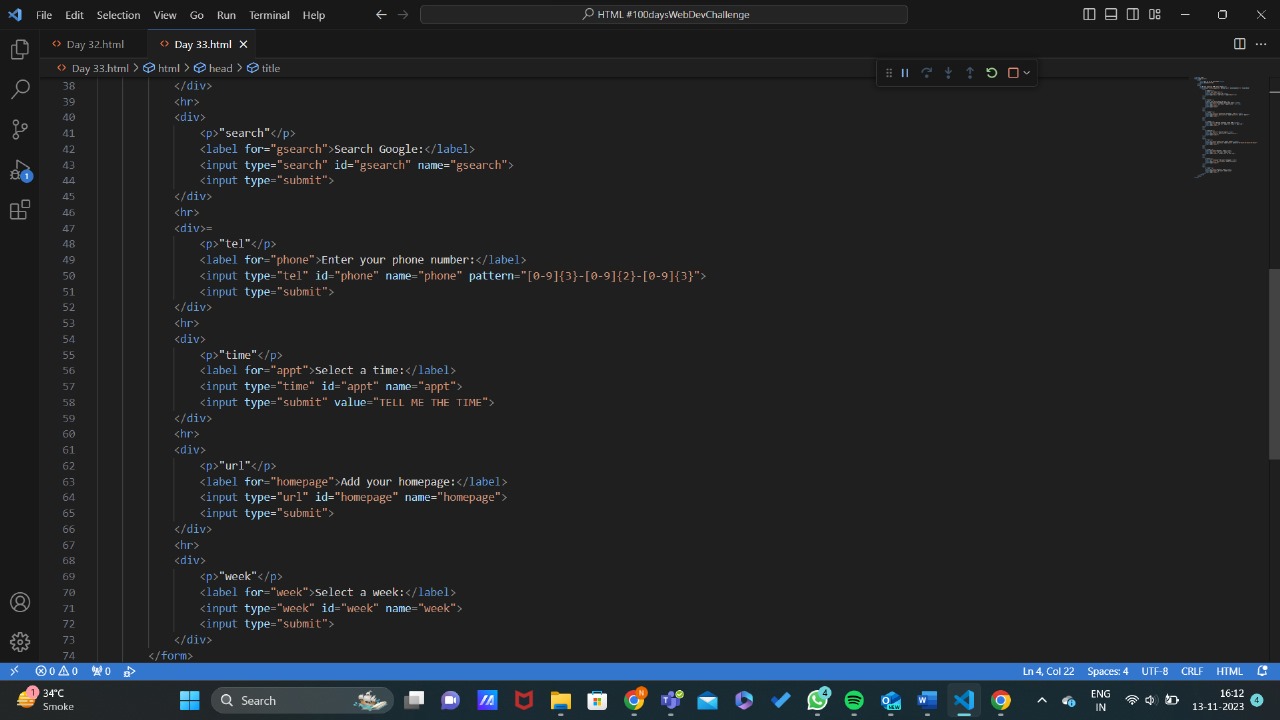 File Edit Selection View Go Run Terminal Help
HTML #100daysWebDevChallenge
Day 32.html
Day 33.html
Day 33.html > html > head > title
38 </div>
39 <hr>
40 <div>
41 <p>"search"</p>
42 <label for="gsearch">Search Google:</label>
43 <input type="search" id="gsearch" name="gsearch">
44 <input type="submit">
45 </div>
46 <hr>
47 <div>=
48 <p>"tel"</p>
49 <label for="phone">Enter your phone number:</label>
50 <input type="tel" id="phone" name="phone" pattern="[0-9]{3}-[0-9]{2}-[0-9]{3}">
51 <input type="submit">
52 </div>
53 <hr>
54 <div>
55 <p>"time"</p>
56 <label for="appt">Select a time:</label>
57 <input type="time" id="appt" name="appt">
58 <input type="submit" value="TELL ME THE TIME">
59 </div>
60 <hr>
61 <div>
62 <p>"url"</p>
63 <label for="homepage">Add your homepage:</label>
64 <input type="url" id="homepage" name="homepage">
65 <input type="submit">
66 </div>
67 <hr>
68 <div>
69 <p>"week"</p>
70 <label for="week">Select a week:</label>
71 <input type="week" id="week" name="week">
72 <input type="submit">
73 </div>
74 </form>
1
0 0 0
Ln 4, Col 22 Spaces: 4 UTF-8 CRLF HTML
1
34°C
Smoke
Search
N
4
ENG
IN
16:12
13-11-2023
4